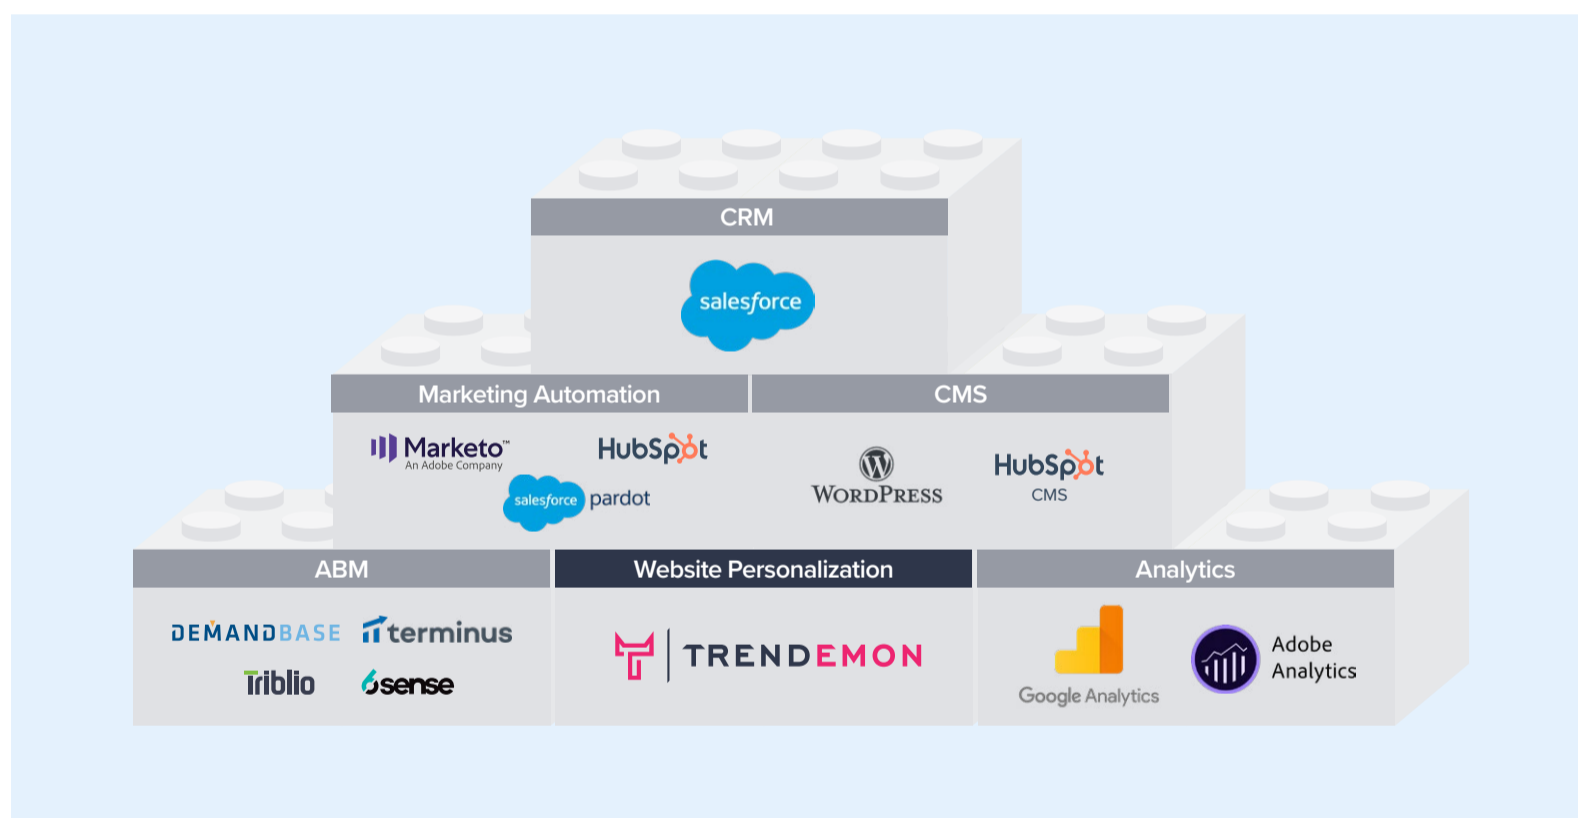 CRM
salesforce
Marketing Automation
CMS
Marketo™
An Adobe Company
HubSpot
salesforce pardot
WORDPRESS
HubSpot
CMS
ABM
Website Personalization
Analytics
DEMANDBASE
terminus
Triblio
6sense
TRENDEMON
Google Analytics
Adobe
Analytics